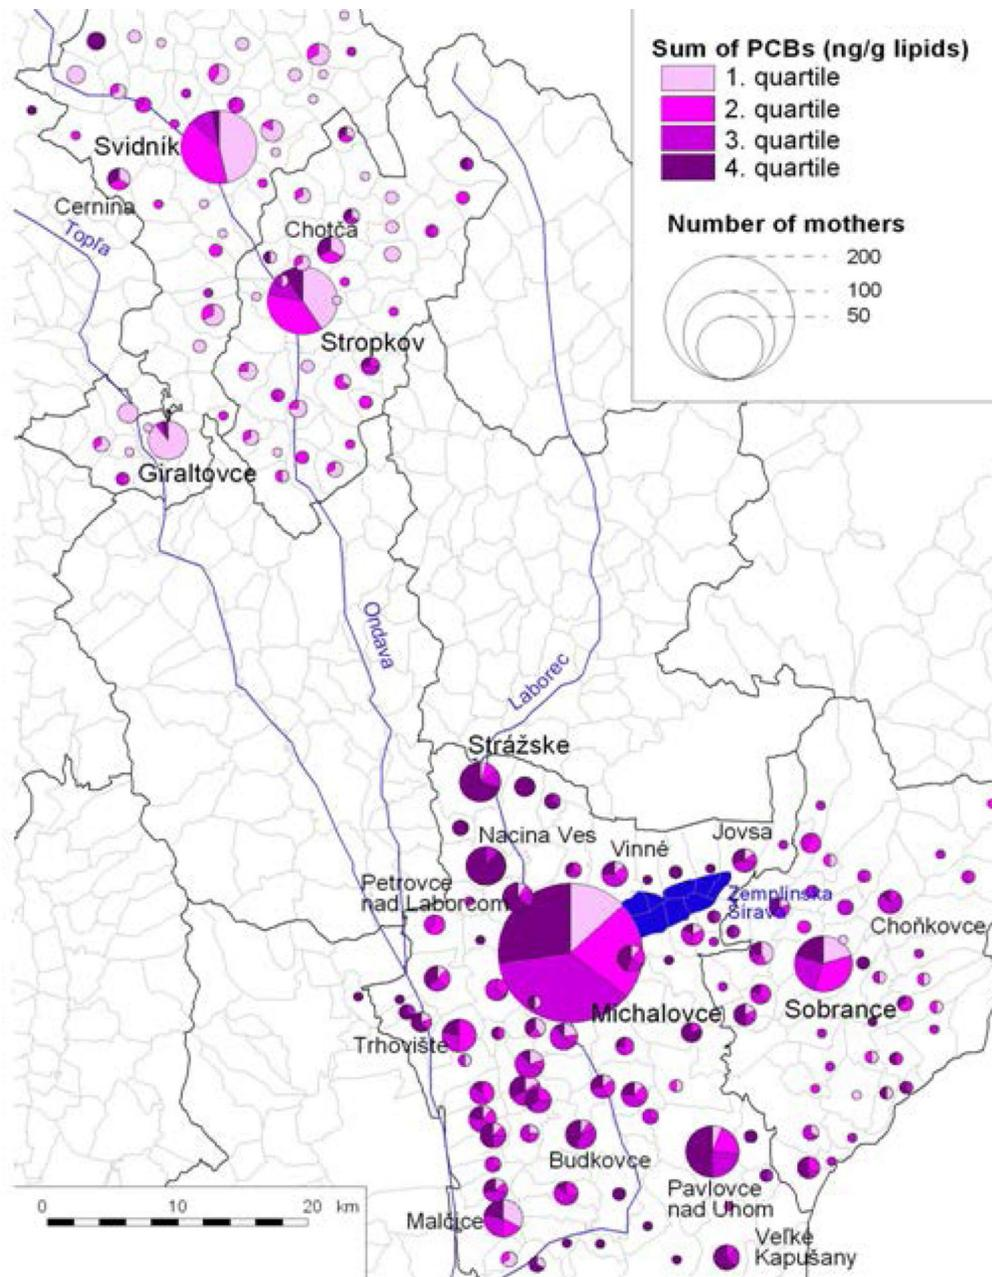 Sum of PCBs (ng/g lipids)
1. quartile
2. quartile
3. quartile
4. quartile
Number of mothers
200
100
50
Svidník
Cernina
Topľa
Chotča
Stropkov
Giraltovce
Ondava
Laborec
Strážske
Nacina Ves
Vinné
Jovsa
Petrovce
nad Laborcom
Zemplínska
Šírava
Choňkovce
Michalovce
Sobrance
Trhovište
Budkovce
Pavlovce
nad Uhom
Malčice
Veľké
Kapušany
0 10 20 km